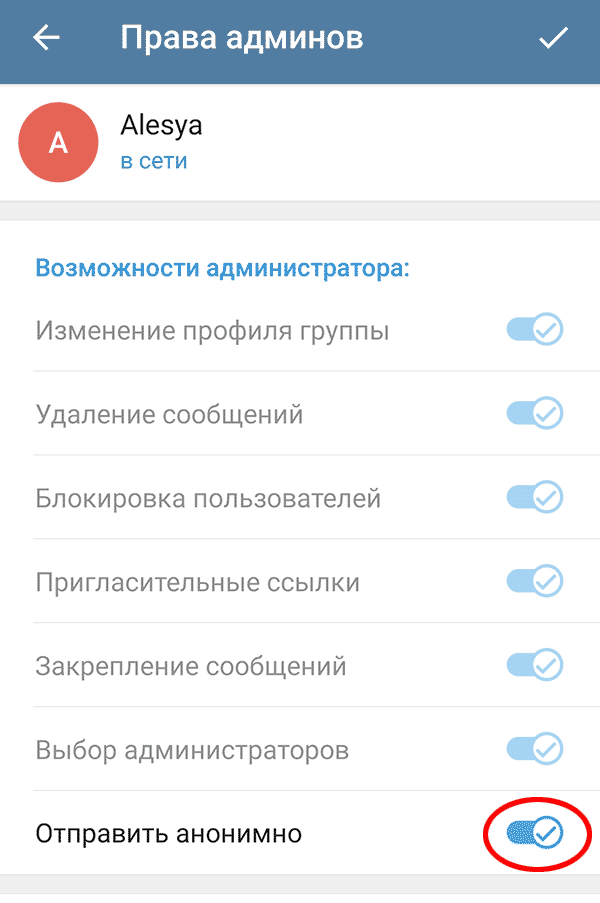 Права админов
A
Alesya
в сети
Возможности администратора:
Изменение профиля группы
Удаление сообщений
Блокировка пользователей
Пригласительные ссылки
Закрепление сообщений
Выбор администраторов
Отправить анонимно